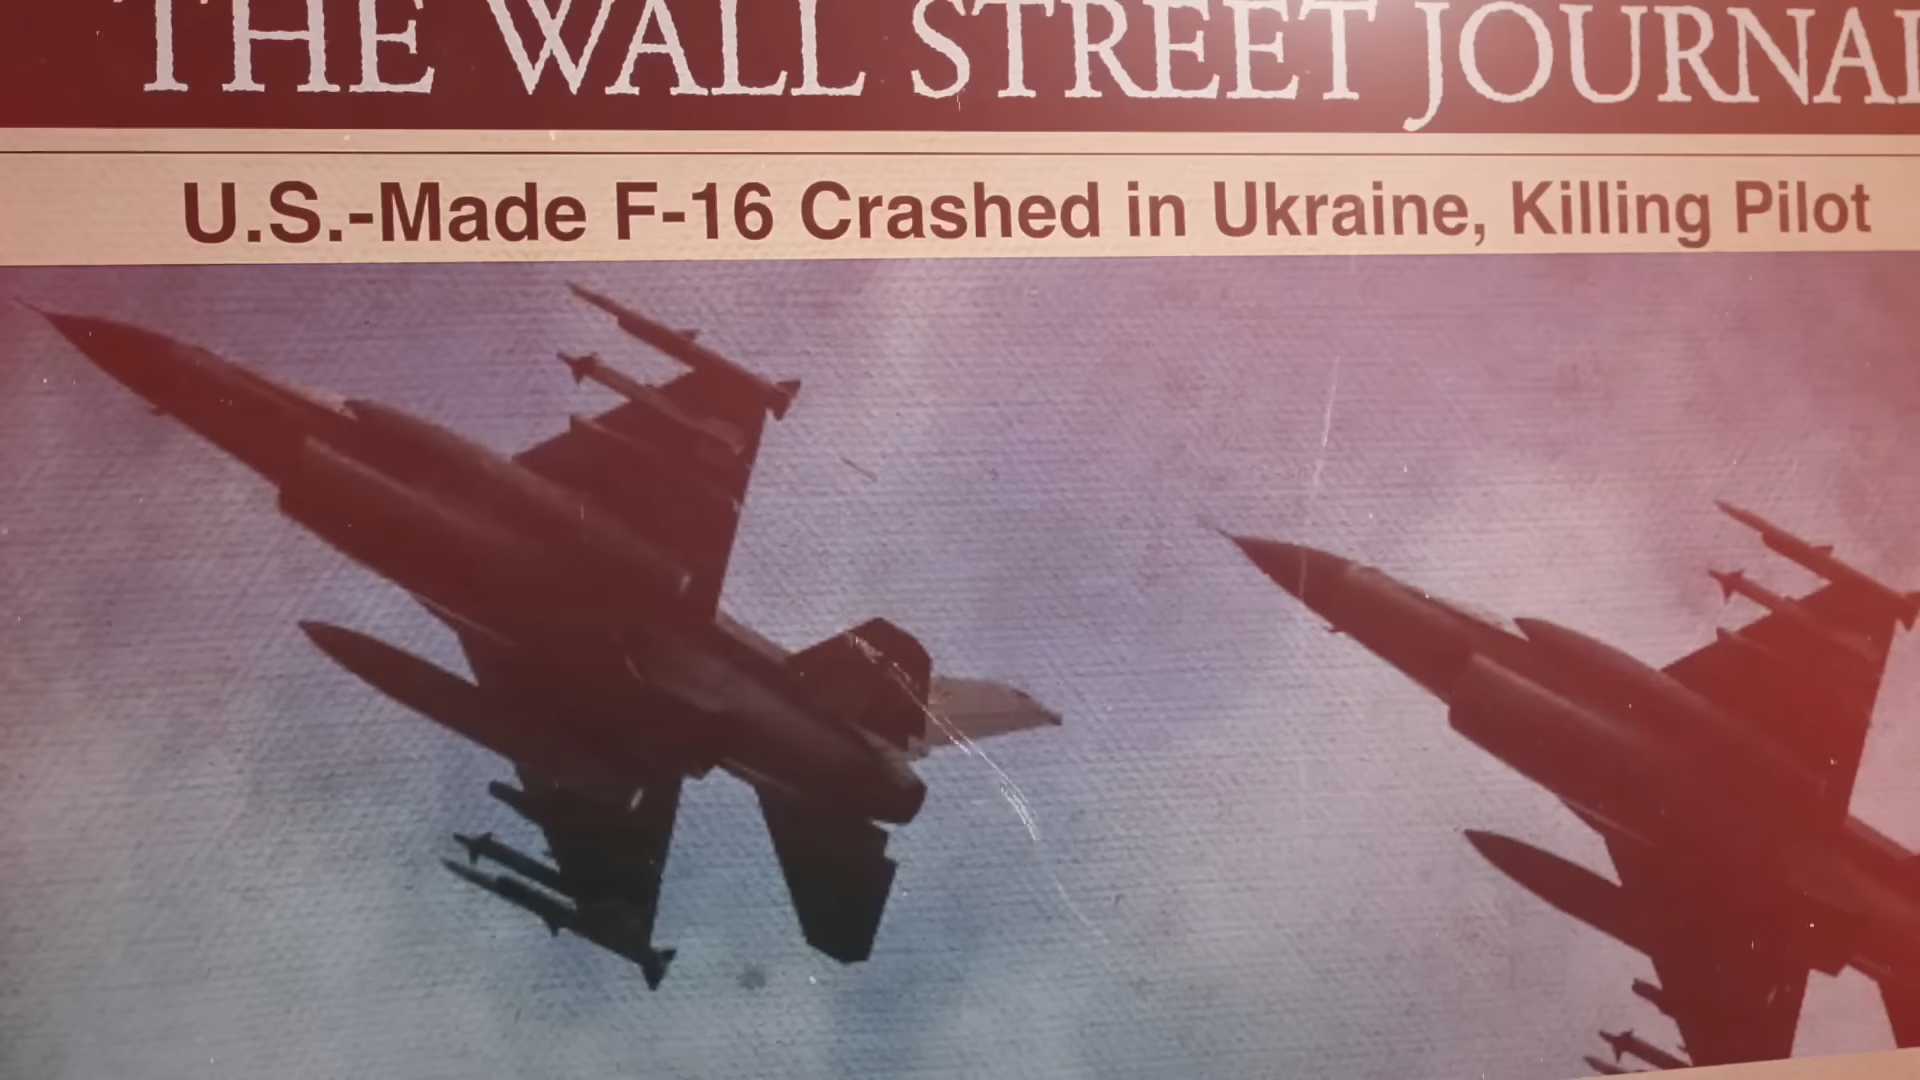 THE WALL STREET JOURNAL
U.S.-Made F-16 Crashed in Ukraine, Killing Pilot